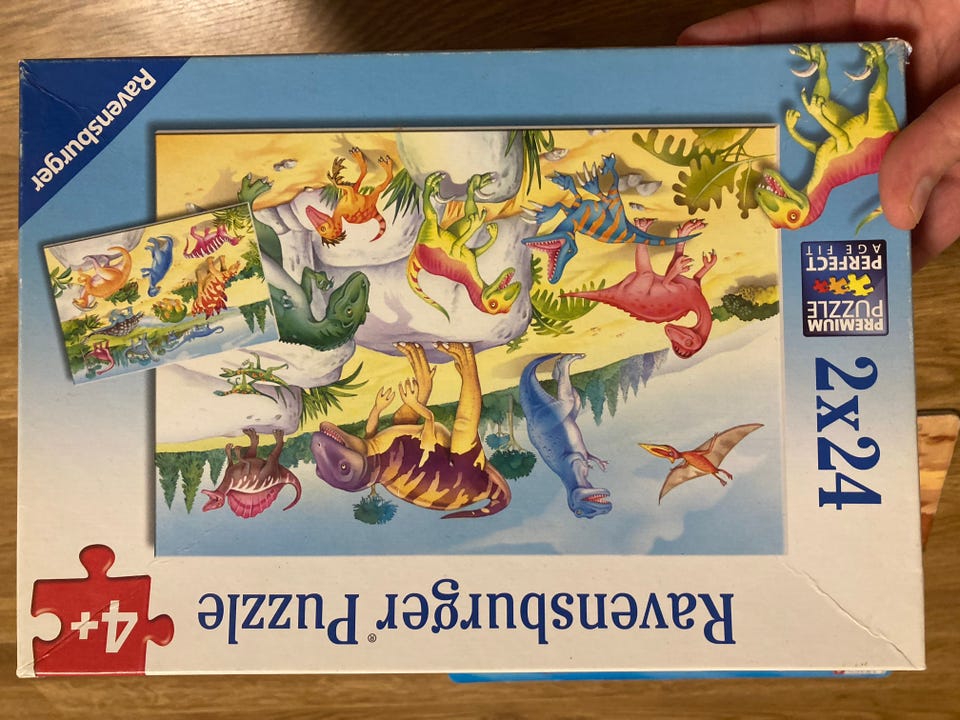 Ravensburger Puzzle®
4+
2x24
PREMIUM
PUZZLE
PERFECT
AGE FIT
Ravensburger